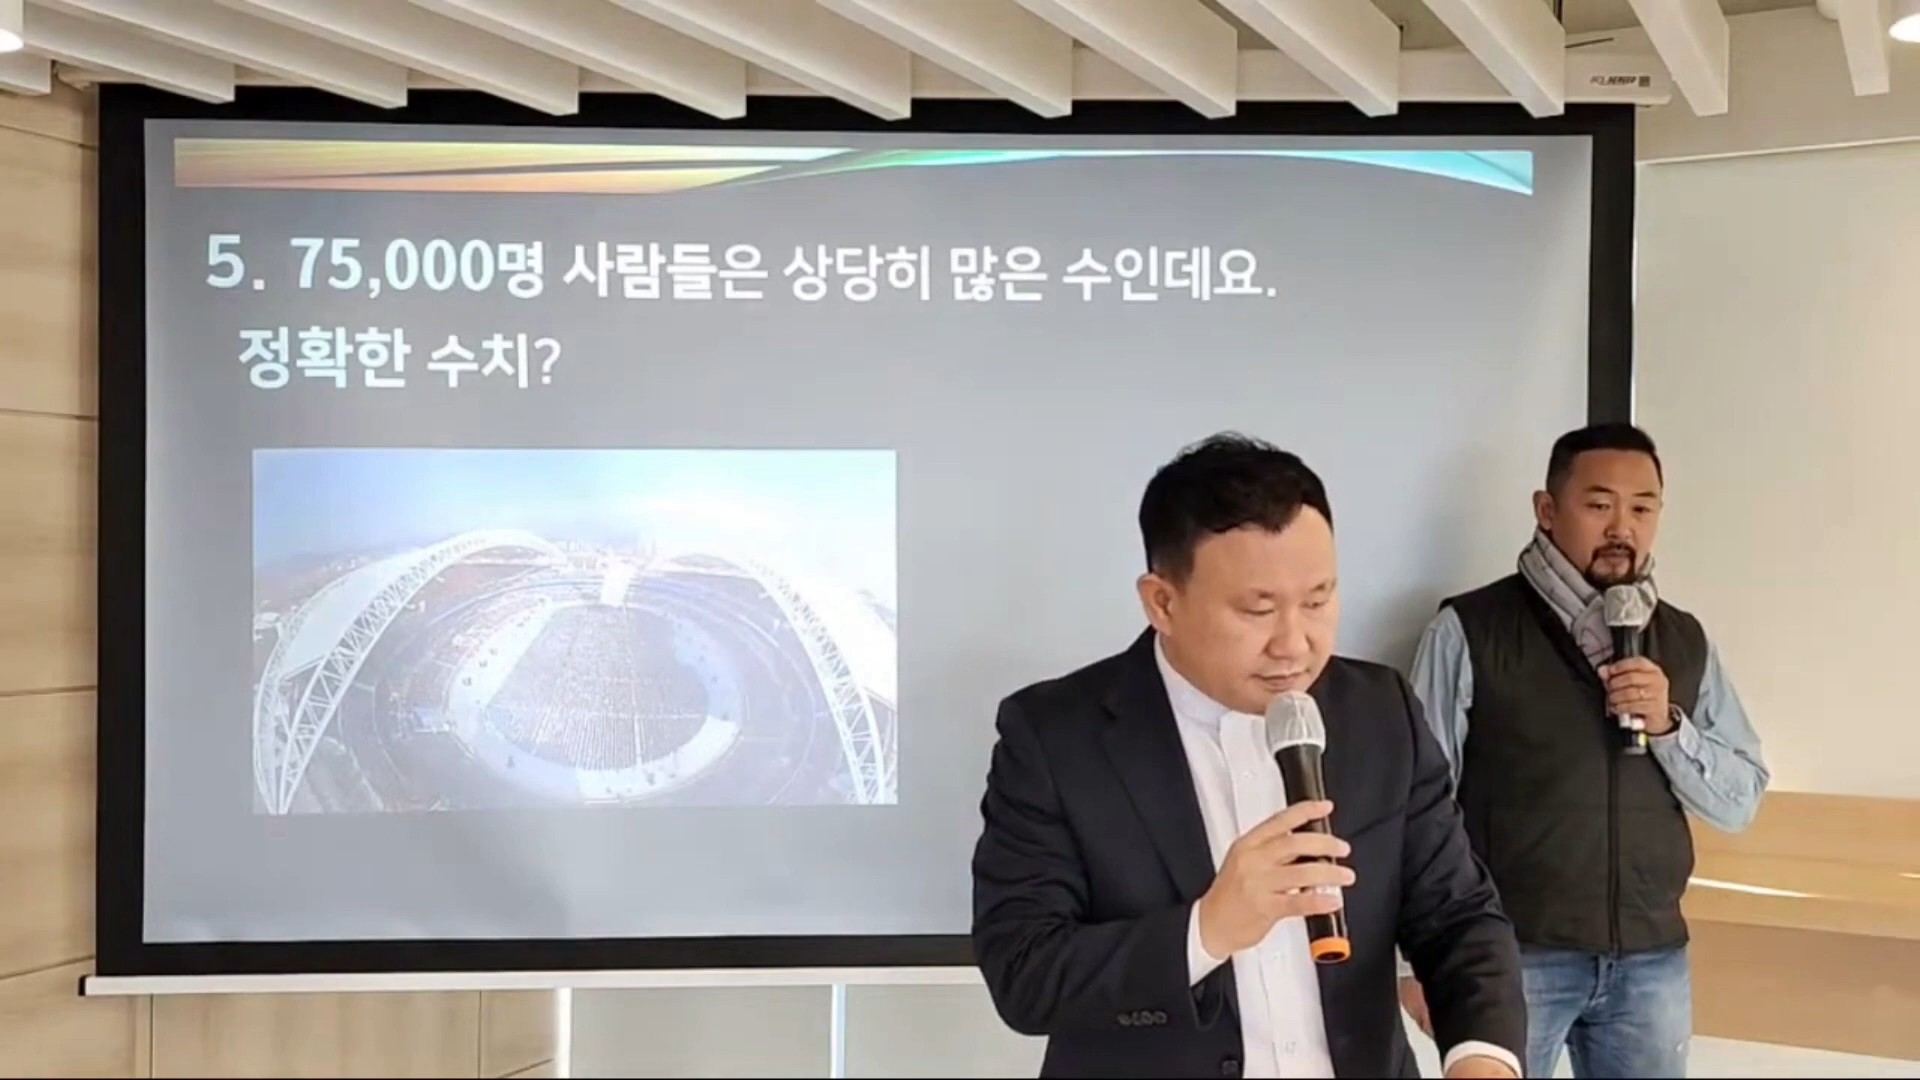 5. 75,000명 사람들은 상당히 많은 수인데요.
정확한 수치?